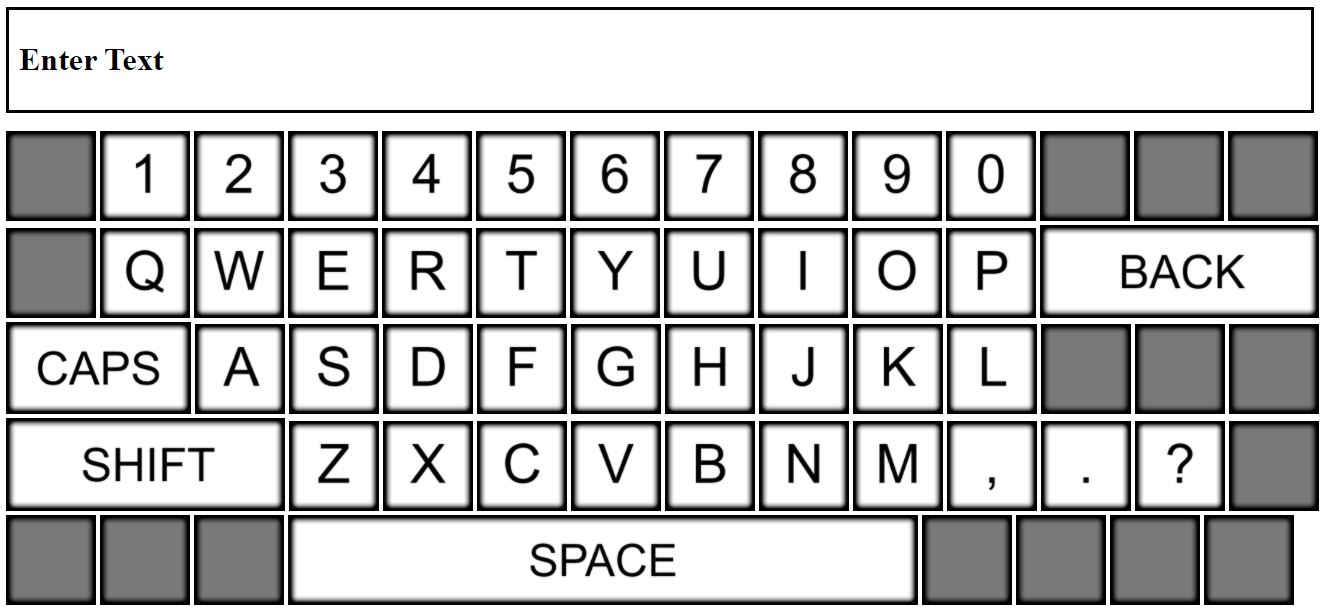 Enter Text
1 2 3 4 5 6 7 8 9 0
Q W E R T Y U I O P BACK
CAPS A S D F G H J K L
SHIFT Z X C V B N M , . ?
SPACE